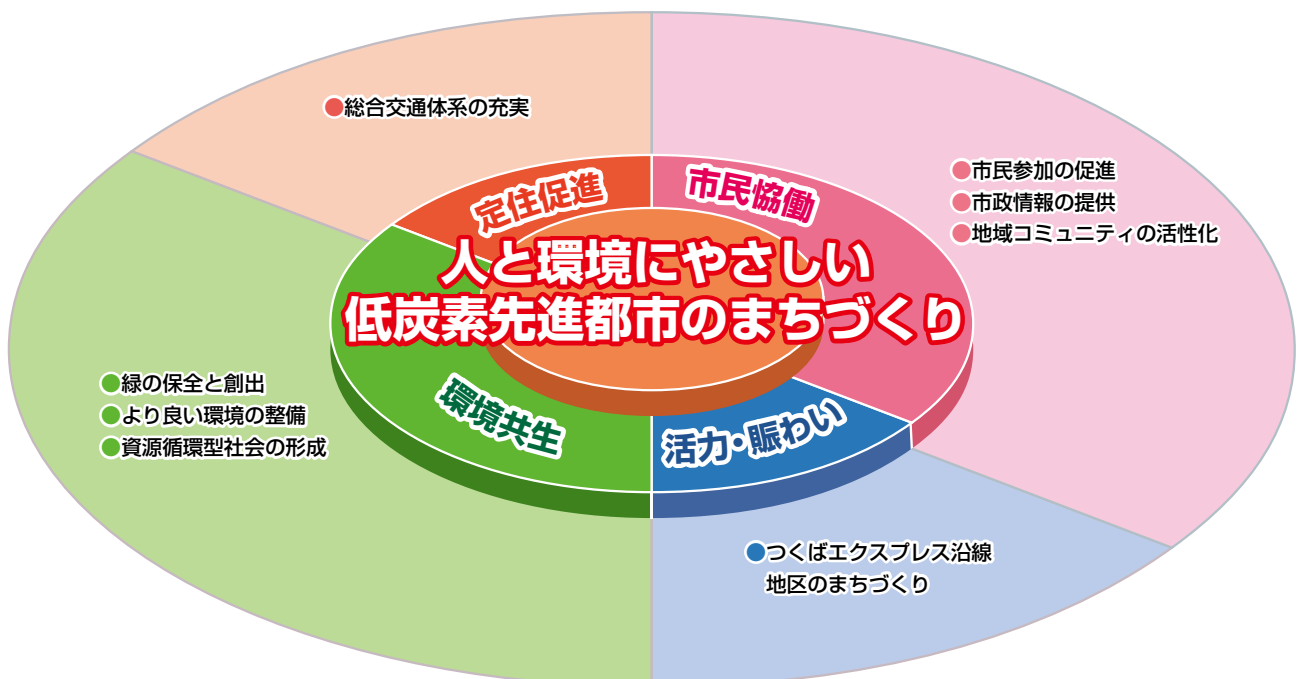 ●総合交通体系の充実
●市民参加の促進
●市政情報の提供
●地域コミュニティの活性化
定住促進
市民協働
人と環境にやさしい
低炭素先進都市のまちづくり
●緑の保全と創出
●より良い環境の整備
●資源循環型社会の形成
環境共生
活力・賑わい
●つくばエクスプレス沿線
地区のまちづくり